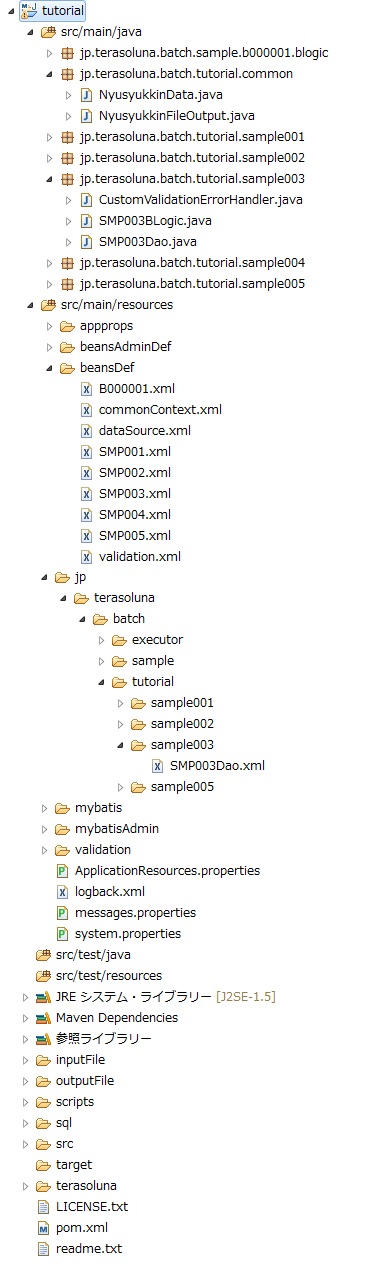 tutorial
src/main/java
jp.terasoluna.batch.sample.b000001.blogic
jp.terasoluna.batch.tutorial.common
NyusyukkinData.java
NyusyukkinFileOutput.java
jp.terasoluna.batch.tutorial.sample001
jp.terasoluna.batch.tutorial.sample002
jp.terasoluna.batch.tutorial.sample003
CustomValidationErrorHandler.java
SMP003BLogic.java
SMP003Dao.java
jp.terasoluna.batch.tutorial.sample004
jp.terasoluna.batch.tutorial.sample005
src/main/resources
appprops
beansAdminDef
beansDef
B000001.xml
commonContext.xml
dataSource.xml
SMP001.xml
SMP002.xml
SMP003.xml
SMP004.xml
SMP005.xml
validation.xml
jp
terasoluna
batch
executor
sample
tutorial
sample001
sample002
sample003
SMP003Dao.xml
sample005
mybatis
mybatisAdmin
validation
ApplicationResources.properties
logback.xml
messages.properties
system.properties
src/test/java
src/test/resources
JRE システム・ライブラリー [J2SE-1.5]
Maven Dependencies
参照ライブラリー
inputFile
outputFile
scripts
sql
src
target
terasoluna
LICENSE.txt
pom.xml
readme.txt